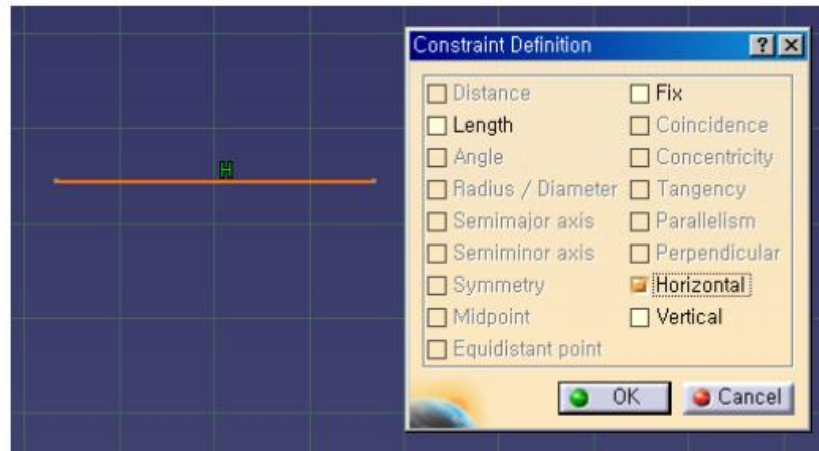 Constraint Definition
Distance
Fix
Length
Coincidence
Angle
Concentricity
Radius / Diameter
Tangency
Semimajor axis
Parallelism
Semiminor axis
Perpendicular
Symmetry
Horizontal
Midpoint
Vertical
Equidistant point
OK
Cancel
H